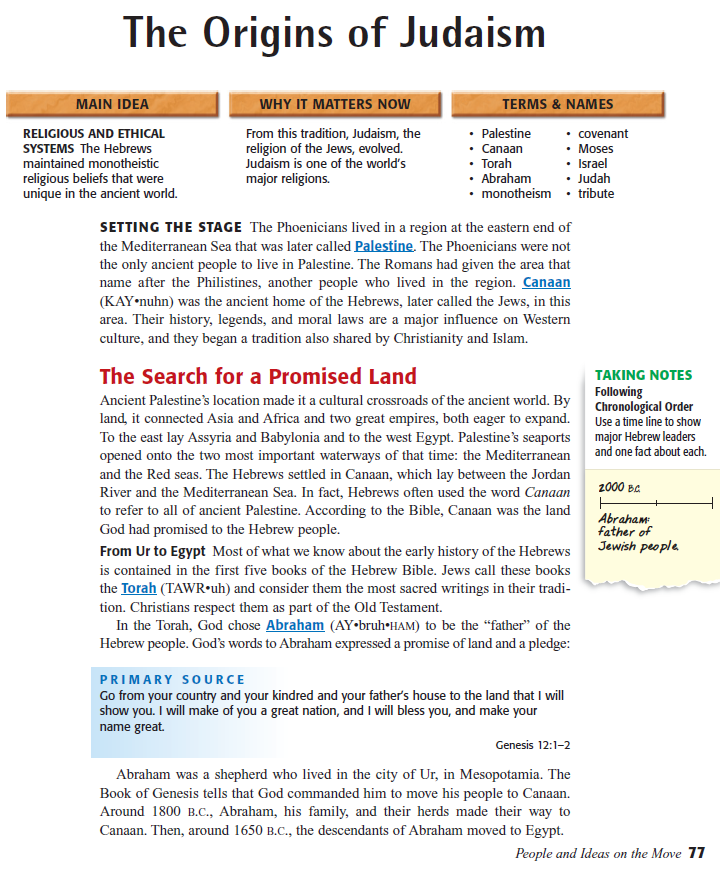 The Origins of Judaism
MAIN IDEA
RELIGIOUS AND ETHICAL
SYSTEMS The Hebrews
maintained monotheistic
religious beliefs that were
unique in the ancient world.
WHY IT MATTERS NOW
From this tradition, Judaism, the
religion of the Jews, evolved.
Judaism is one of the world's
major religions.
TERMS & NAMES
• Palestine
• Canaan
• Torah
• Abraham
• monotheism
• covenant
• Moses
• Israel
• Judah
• tribute
SETTING THE STAGE The Phoenicians lived in a region at the eastern end of
the Mediterranean Sea that was later called Palestine. The Phoenicians were not
the only ancient people to live in Palestine. The Romans had given the area that
name after the Philistines, another people who lived in the region. Canaan
(KAY•nuhn) was the ancient home of the Hebrews, later called the Jews, in this
area. Their history, legends, and moral laws are a major influence on Western
culture, and they began a tradition also shared by Christianity and Islam.
The Search for a Promised Land
Ancient Palestine's location made it a cultural crossroads of the ancient world. By
land, it connected Asia and Africa and two great empires, both eager to expand.
To the east lay Assyria and Babylonia and to the west Egypt. Palestine's seaports
opened onto the two most important waterways of that time: the Mediterranean
and the Red seas. The Hebrews settled in Canaan, which lay between the Jordan
River and the Mediterranean Sea. In fact, Hebrews often used the word Canaan
to refer to all of ancient Palestine. According to the Bible, Canaan was the land
God had promised to the Hebrew people.
From Ur to Egypt Most of what we know about the early history of the Hebrews
is contained in the first five books of the Hebrew Bible. Jews call these books
the Torah (TAWR•uh) and consider them the most sacred writings in their tradi-
tion. Christians respect them as part of the Old Testament.
In the Torah, God chose Abraham (AY•bruh•HAM) to be the "father" of the
Hebrew people. God's words to Abraham expressed a promise of land and a pledge:
PRIMARY SOURCE
Go from your country and your kindred and your father's house to the land that I will
show you. I will make of you a great nation, and I will bless you, and make your
name great.
Genesis 12:1–2
Abraham was a shepherd who lived in the city of Ur, in Mesopotamia. The
Book of Genesis tells that God commanded him to move his people to Canaan.
Around 1800 B.C., Abraham, his family, and their herds made their way to
Canaan. Then, around 1650 B.C., the descendants of Abraham moved to Egypt.
TAKING NOTES
Following
Chronological Order
Use a time line to show
major Hebrew leaders
and one fact about each.
2000 B.C.
Abraham:
father of
Jewish people.
People and Ideas on the Move 77